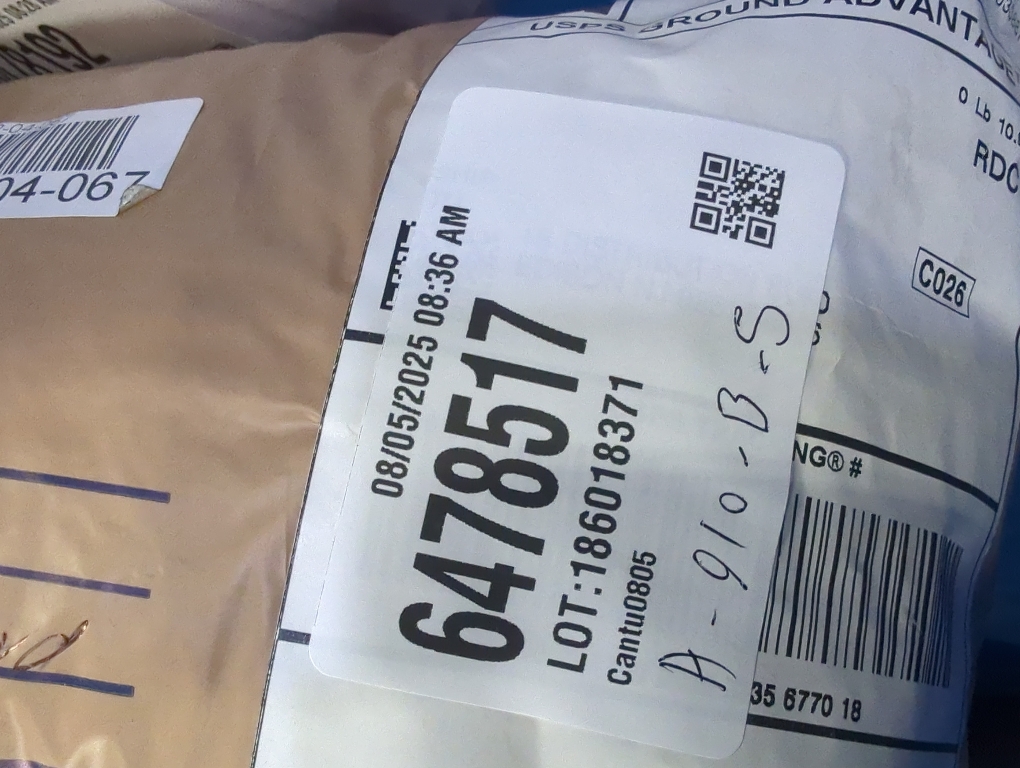 8192
04-067
USPS GROUND ADVANTAGE
0 Lb 10.
RDC
C026
08/05/2025 08:36 AM
6478517
LOT:186018371
Cantu0805
A-910-B-S
NG® #
35 6770 18